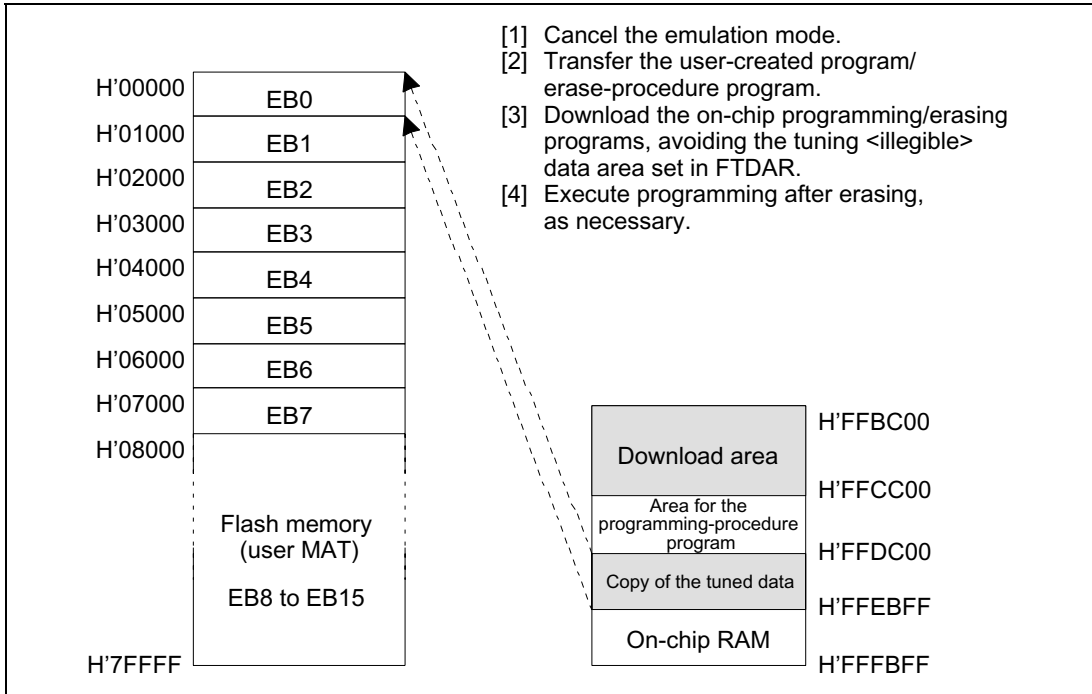 [1] Cancel the emulation mode.
[2] Transfer the user-created program/
erase-procedure program.
[3] Download the on-chip programming/erasing
programs, avoiding the tuning <illegible>
data area set in FTDAR.
[4] Execute programming after erasing,
as necessary.
H'00000
EB0
H'01000
EB1
H'02000
EB2
H'03000
EB3
H'04000
EB4
H'05000
EB5
H'06000
EB6
H'07000
EB7
H'08000
Flash memory
(user MAT)
EB8 to EB15
H'7FFFF
H'FFBC00
Download area
H'FFCC00
Area for the
programming-procedure
program
H'FFDC00
Copy of the tuned data
H'FFEBFF
On-chip RAM
H'FFFBFF